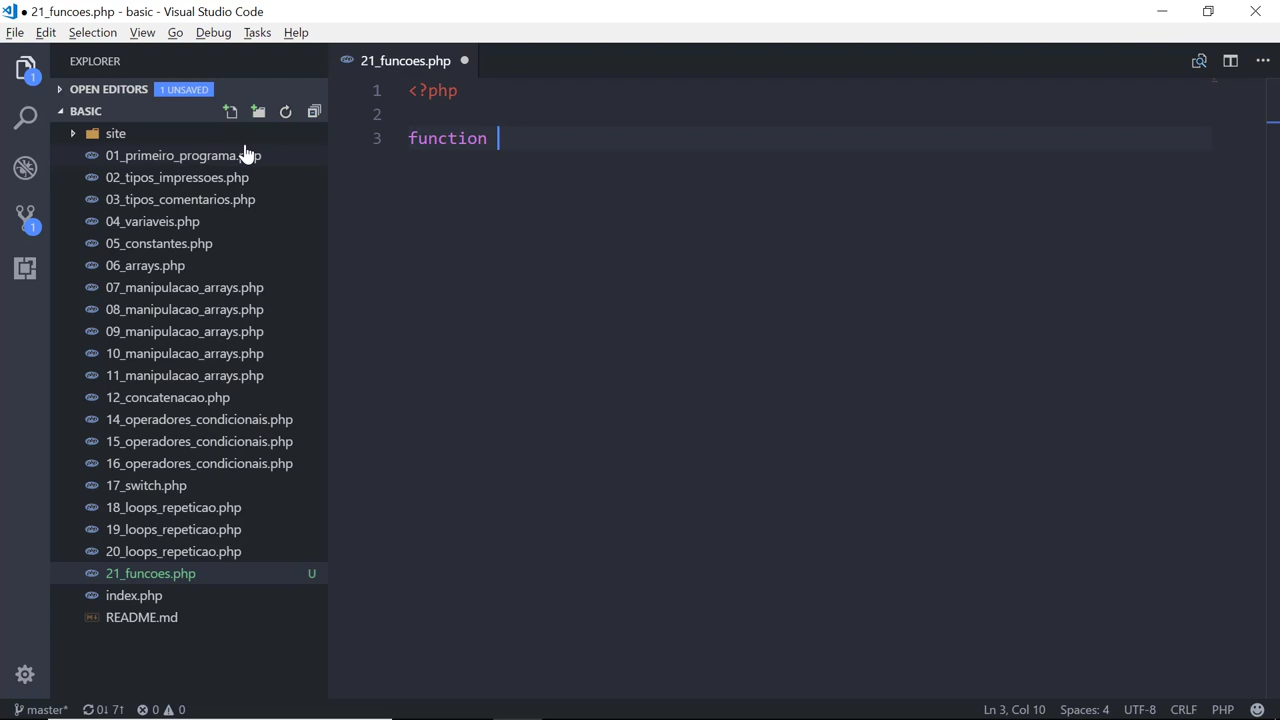 ● 21_funcoes.php - basic - Visual Studio Code
File Edit Selection View Go Debug Tasks Help
EXPLORER
21_funcoes.php ●
1
OPEN EDITORS 1 UNSAVED
BASIC
1 <?php
2
3 function
site
01_primeiro_programa.php
02_tipos_impressoes.php
03_tipos_comentarios.php
04_variaveis.php
1
05_constantes.php
06_arrays.php
07_manipulacao_arrays.php
08_manipulacao_arrays.php
09_manipulacao_arrays.php
10_manipulacao_arrays.php
11_manipulacao_arrays.php
12_concatenacao.php
14_operadores_condicionais.php
15_operadores_condicionais.php
16_operadores_condicionais.php
17_switch.php
18_loops_repeticao.php
19_loops_repeticao.php
20_loops_repeticao.php
21_funcoes.php U
index.php
README.md
master* 0↓ 7↑ 0 0 Ln 3, Col 10 Spaces: 4 UTF-8 CRLF PHP